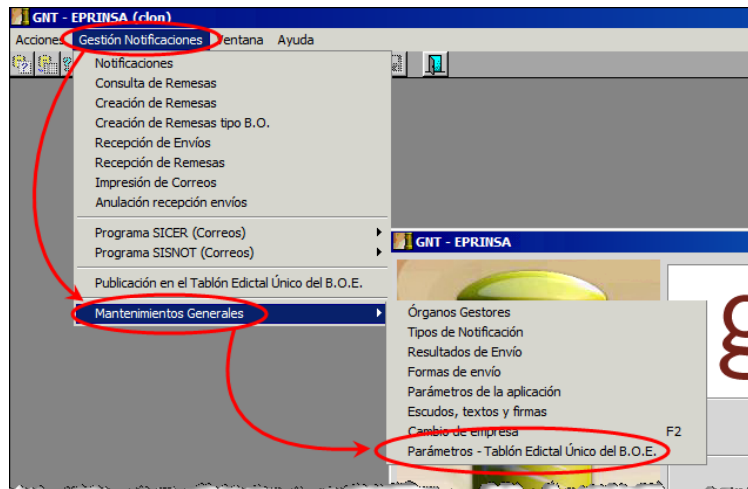 GNT - EPRINSA (clon)
Acciones Gestión Notificaciones Ventana Ayuda
Notificaciones
Consulta de Remesas
Creación de Remesas
Creación de Remesas tipo B.O.
Recepción de Envíos
Recepción de Remesas
Impresión de Correos
Anulación recepción envíos
Programa SICER (Correos)
Programa SISNOT (Correos)
Publicación en el Tablón Edictal Único del B.O.E.
Mantenimientos Generales
GNT - EPRINSA
Órganos Gestores
Tipos de Notificación
Resultados de Envío
Formas de envío
Parámetros de la aplicación
Escudos, textos y firmas
Cambio de empresa F2
Parámetros - Tablón Edictal Único del B.O.E.